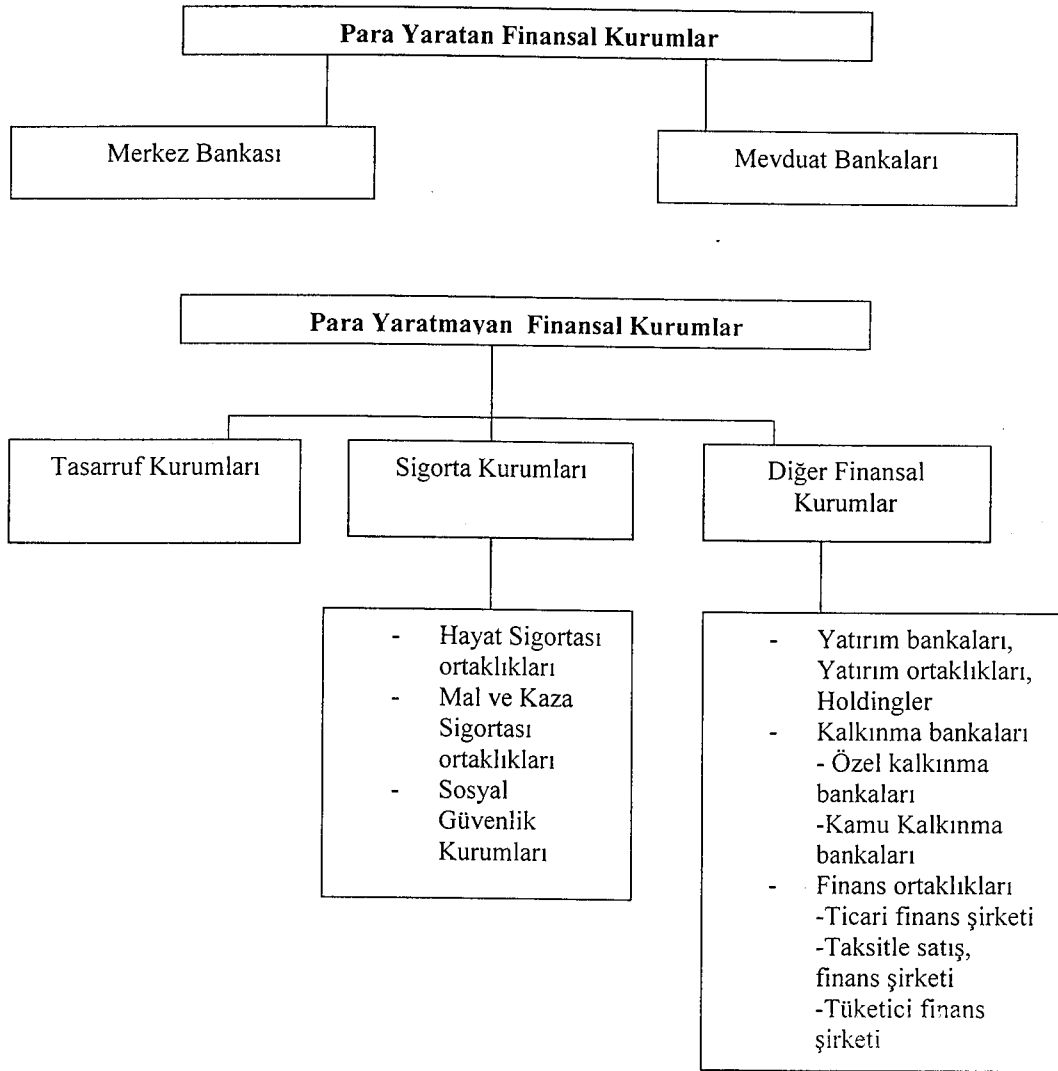 Para Yaratan Finansal Kurumlar
Merkez Bankası
Mevduat Bankaları
Para Yaratmayan Finansal Kurumlar
Tasarruf Kurumları
Sigorta Kurumları
Diğer Finansal
Kurumlar
- Hayat Sigortası
ortaklıkları
- Mal ve Kaza
Sigortası
ortaklıkları
- Sosyal
Güvenlik
Kurumları
- Yatırım bankaları,
Yatırım ortaklıkları,
Holdingler
- Kalkınma bankaları
- Özel kalkınma
bankaları
-Kamu Kalkınma
bankaları
- Finans ortaklıkları
-Ticari finans şirketi
-Taksitle satış,
finans şirketi
-Tüketici finans
şirketi